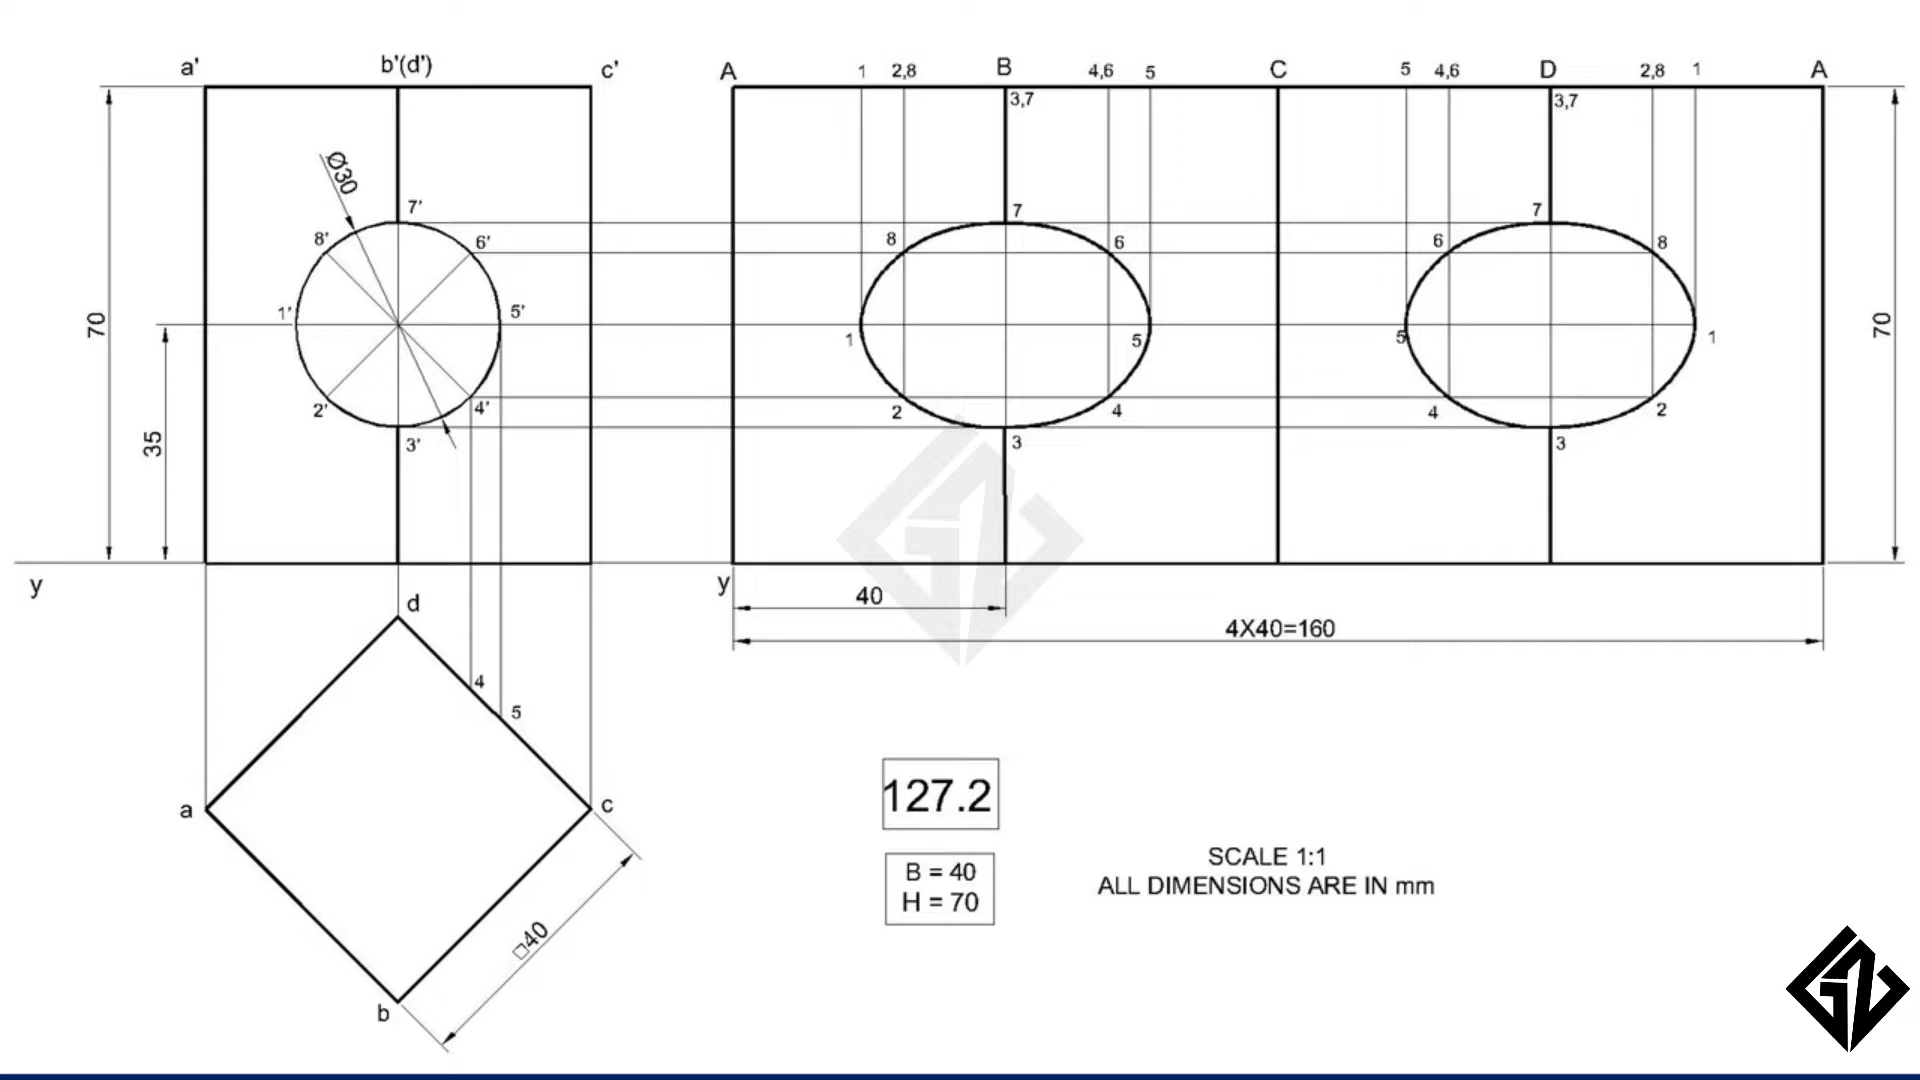 a' b'(d') c' A 1 2,8 B 4,6 5 C 5 4,6 D 2,8 1 A
3,7 3,7
Ø30
7' 7 7
8' 6' 8 6 6 8
1' 5'
70 70
1 5 5 1
2' 4' 2 4 4 2
35 3' 3 3
y y
40
d
4X40=160
4
5
a c
127.2
B = 40
H = 70
SCALE 1:1
ALL DIMENSIONS ARE IN mm
□40
b